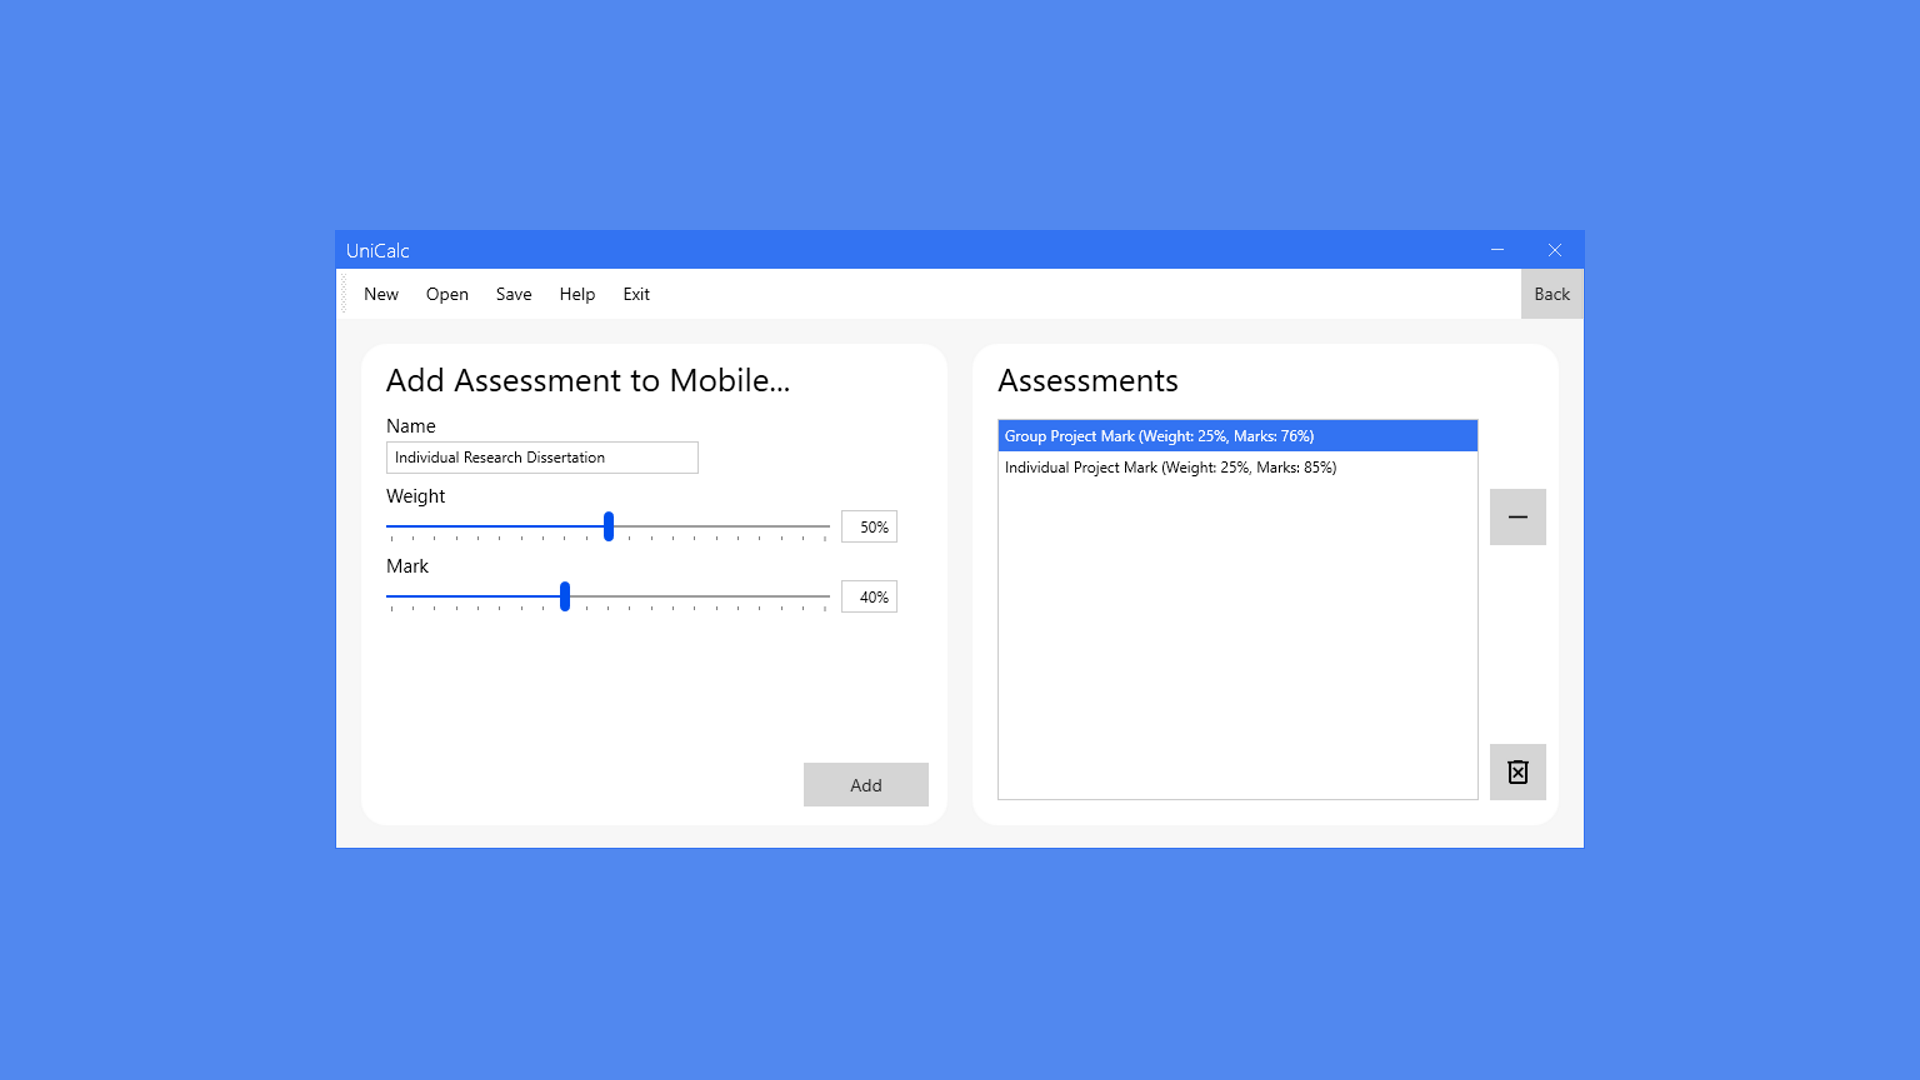 UniCalc
New Open Save Help Exit Back
Add Assessment to Mobile...
Name
Individual Research Dissertation
Weight
50%
Mark
40%
Add
Assessments
Group Project Mark (Weight: 25%, Marks: 76%)
Individual Project Mark (Weight: 25%, Marks: 85%)